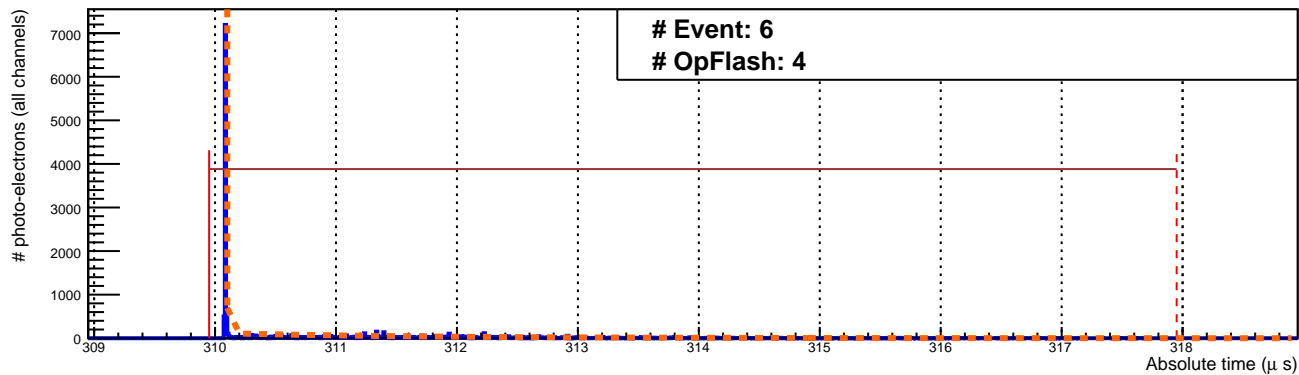 # Event: 6
# OpFlash: 4
# photo-electrons (all channels)
7000
6000
5000
4000
3000
2000
1000
0
309 310 311 312 313 314 315 316 317 318
Absolute time (μ s)